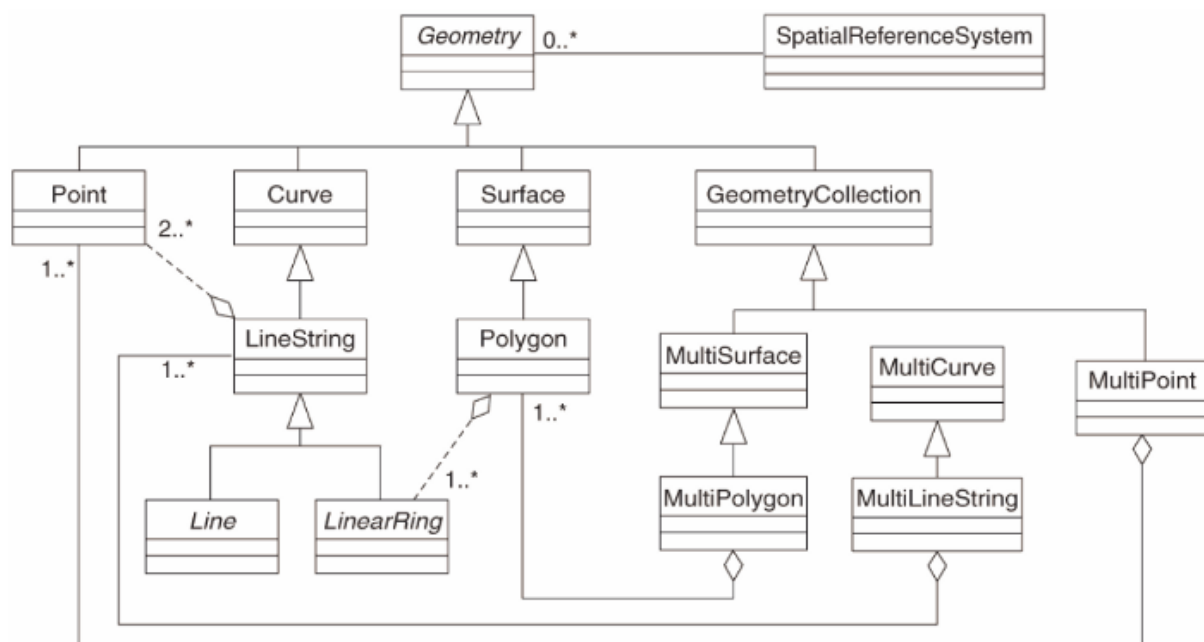 Geometry
0..*
SpatialReferenceSystem
Point
Curve
Surface
GeometryCollection
2..*
1..*
LineString
Polygon
MultiSurface
MultiCurve
MultiPoint
1..*
1..*
1..*
Line
LinearRing
MultiPolygon
MultiLineString